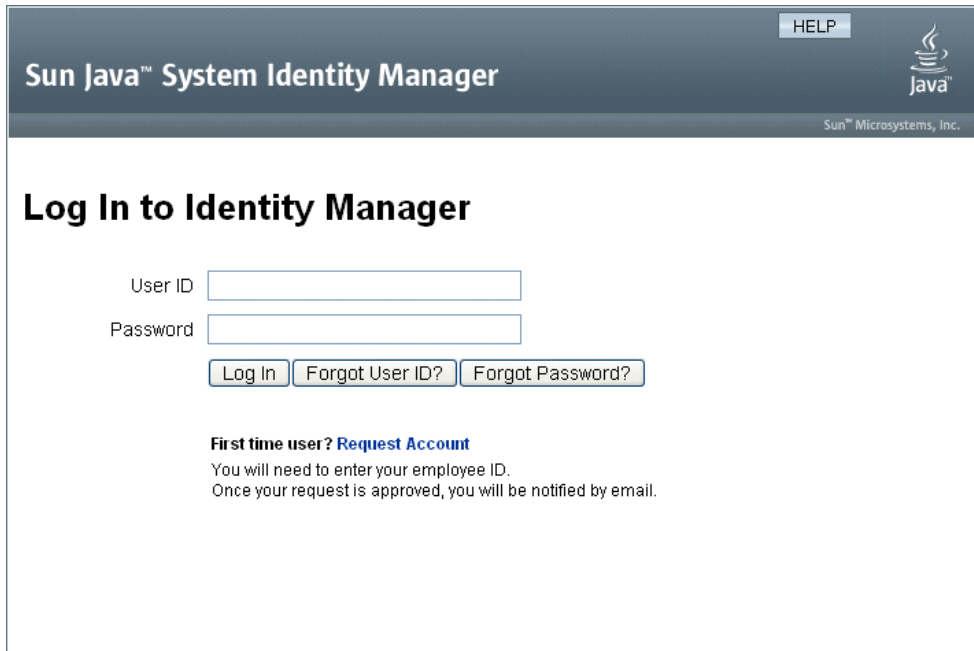 HELP
Sun Java™ System Identity Manager
Java™
Sun™ Microsystems, Inc.
Log In to Identity Manager
User ID
Password
Log In Forgot User ID? Forgot Password?
First time user? Request Account
You will need to enter your employee ID.
Once your request is approved, you will be notified by email.